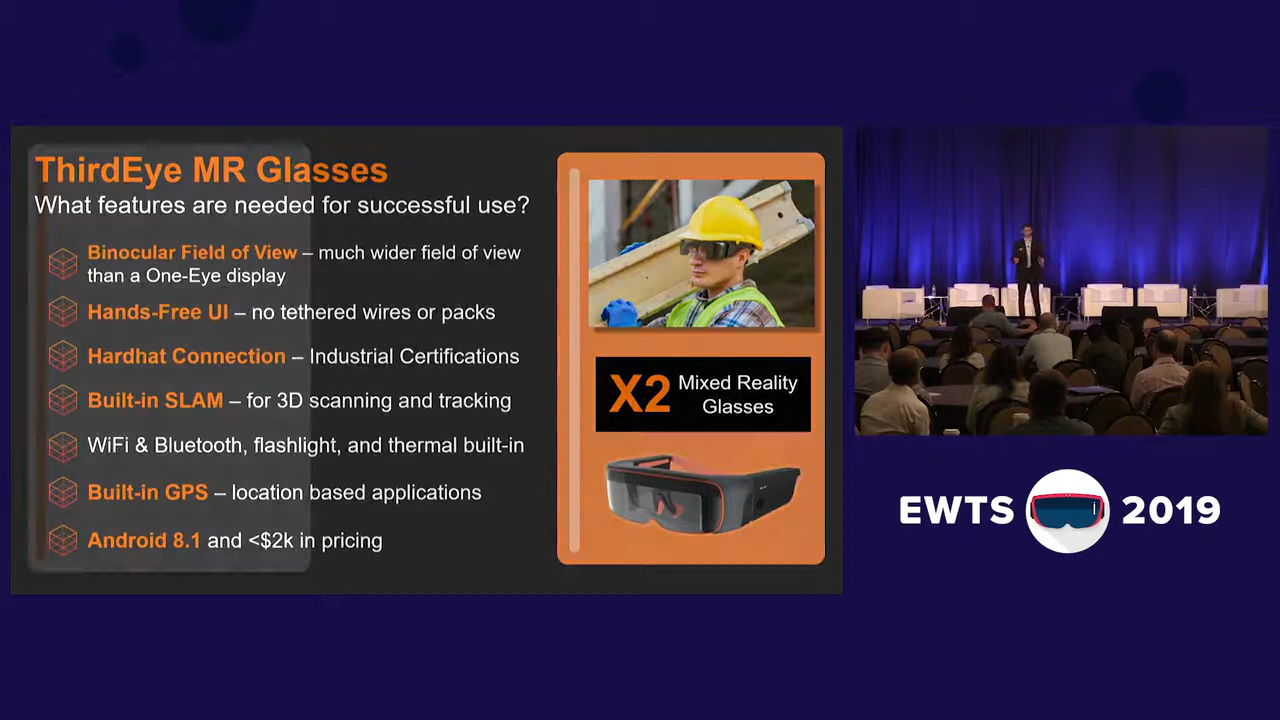 ThirdEye MR Glasses
What features are needed for successful use?
Binocular Field of View – much wider field of view
than a One-Eye display
Hands-Free UI – no tethered wires or packs
Hardhat Connection – Industrial Certifications
Built-in SLAM – for 3D scanning and tracking
WiFi & Bluetooth, flashlight, and thermal built-in
Built-in GPS – location based applications
Android 8.1 and <$2k in pricing
X2 Mixed Reality
Glasses
EWTS 2019